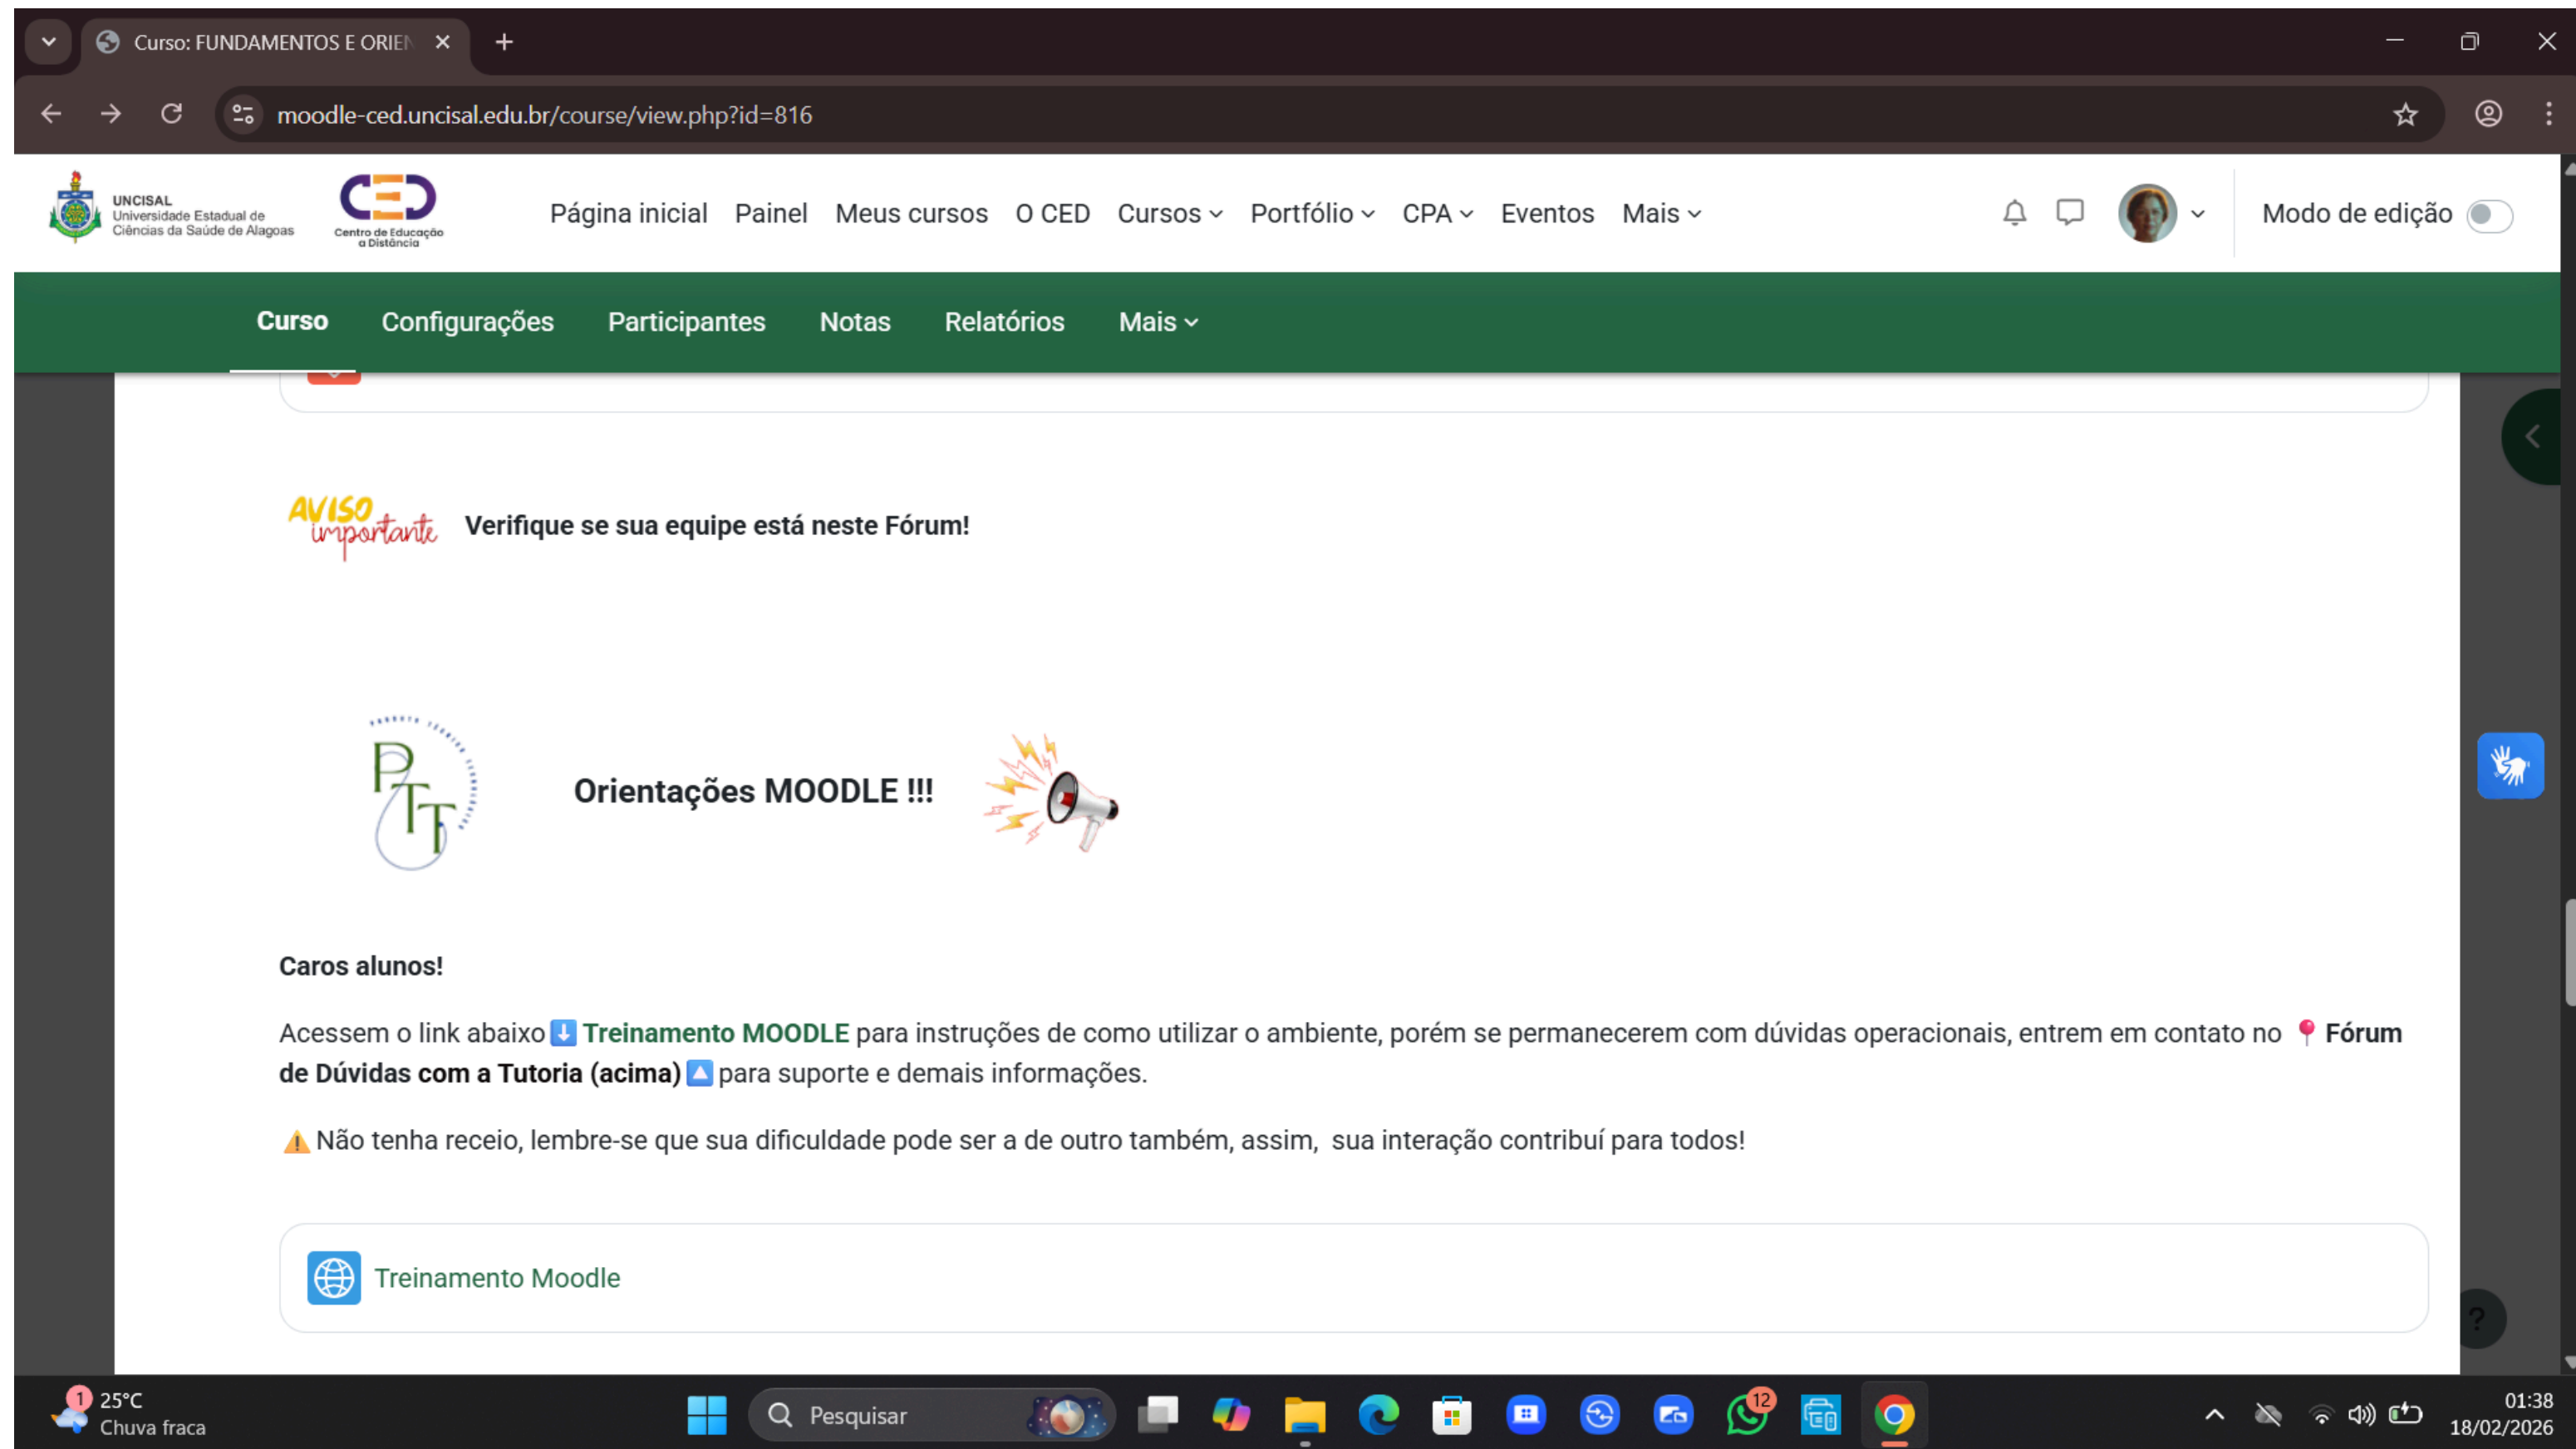 Curso: FUNDAMENTOS E ORIEN
moodle-ced.uncisal.edu.br/course/view.php?id=816
UNCISAL
Universidade Estadual de
Ciências da Saúde de Alagoas
CED
Centro de Educação
a Distância
Página inicial Painel Meus cursos O CED Cursos Portfólio CPA Eventos Mais
Modo de edição
Curso Configurações Participantes Notas Relatórios Mais
AVISO
importante
Verifique se sua equipe está neste Fórum!
PTT
Orientações MOODLE !!!
Caros alunos!
Acessem o link abaixo⬇️ Treinamento MOODLE para instruções de como utilizar o ambiente, porém se permanecerem com dúvidas operacionais, entrem em contato no 📍 Fórum
de Dúvidas com a Tutoria (acima)🔼 para suporte e demais informações.
⚠️ Não tenha receio, lembre-se que sua dificuldade pode ser a de outro também, assim, sua interação contribuí para todos!
Treinamento Moodle
?
1
25°C
Chuva fraca
Pesquisar
12
01:38
18/02/2026